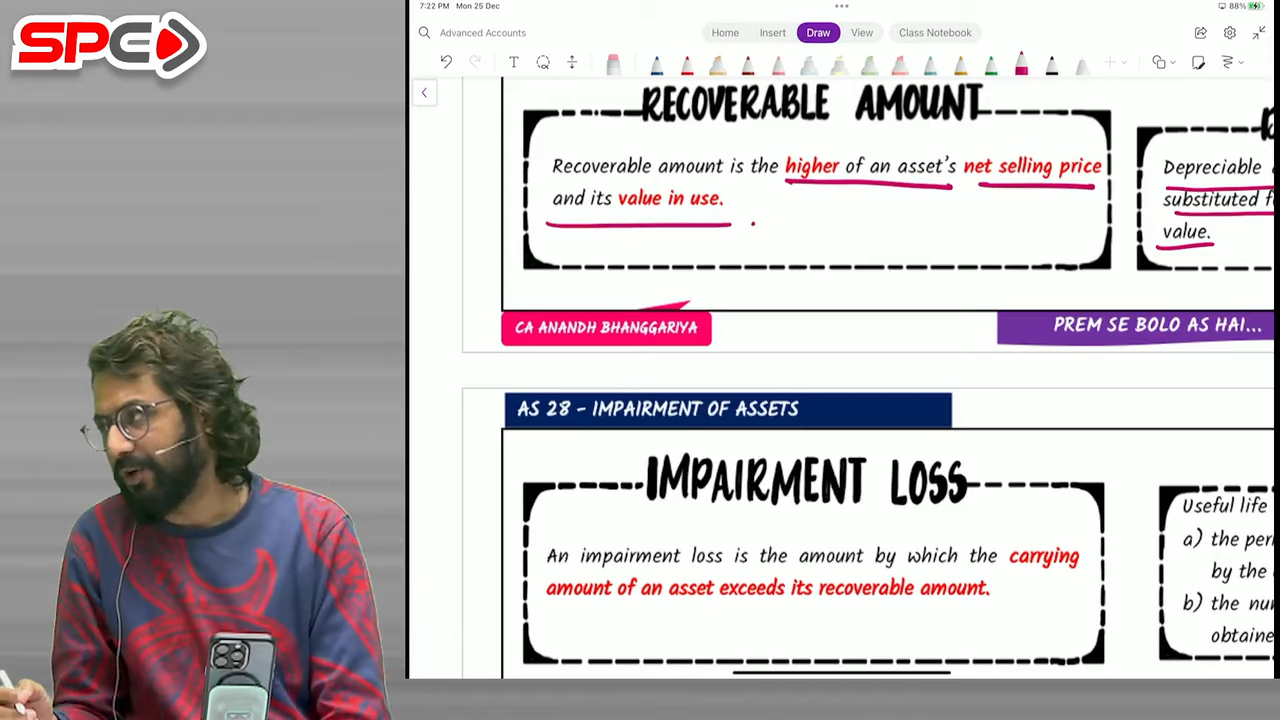 SPC
7:22 PM Mon 25 Dec
88%
Advanced Accounts
Home Insert Draw View Class Notebook
RECOVERABLE AMOUNT
Recoverable amount is the higher of an asset's net selling price
and its value in use.
Depreciable
substituted f
value.
CA ANANDH BHANGGARIYA
PREM SE BOLO AS HAI...
AS 28 - IMPAIRMENT OF ASSETS
IMPAIRMENT LOSS
An impairment loss is the amount by which the carrying
amount of an asset exceeds its recoverable amount.
Useful life
a) the per
by the
b) the nu
obtaine